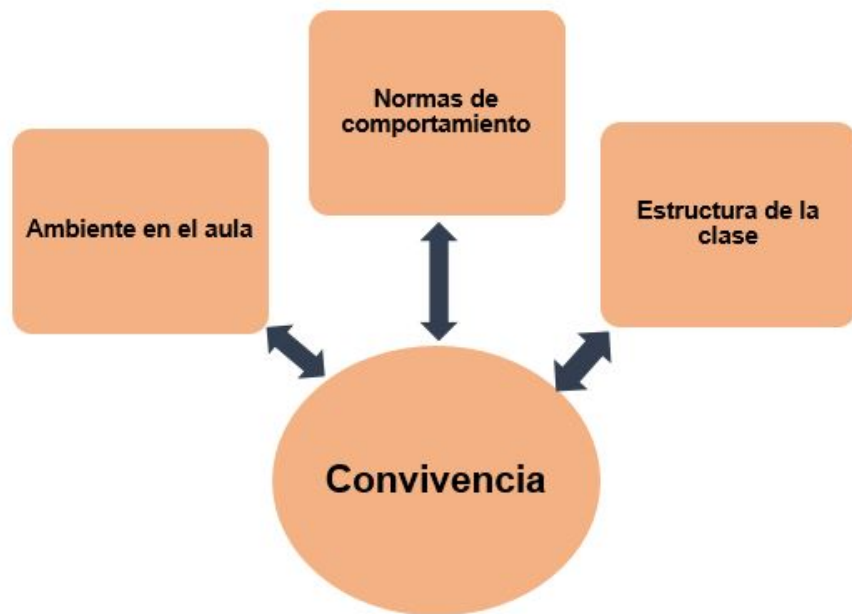 Normas de
comportamiento
Ambiente en el aula
Estructura de la
clase
Convivencia